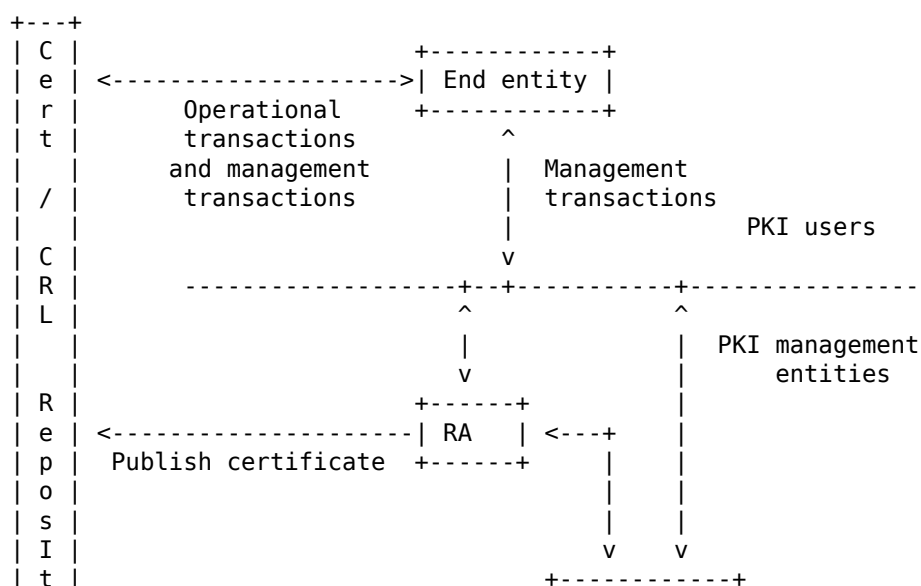 +---+
| C |                       +------------+
| e | <-------------------->| End entity |
| r |       Operational     +------------+
| t |       transactions          ^
|   |      and management         |  Management
| / |       transactions          |  transactions
|   |                             |                PKI users
| C |                             v
| R |       -------------------+--+-----------+----------------
| L |                          ^              ^
|   |                          |              |  PKI management
|   |                          v              |      entities
| R |                       +------+          |
| e | <---------------------| RA   | <---+    |
| p |  Publish certificate  +------+     |    |
| o |                                    |    |
| s |                                    |    |
| I |                                    v    v
| t |                                +------------+